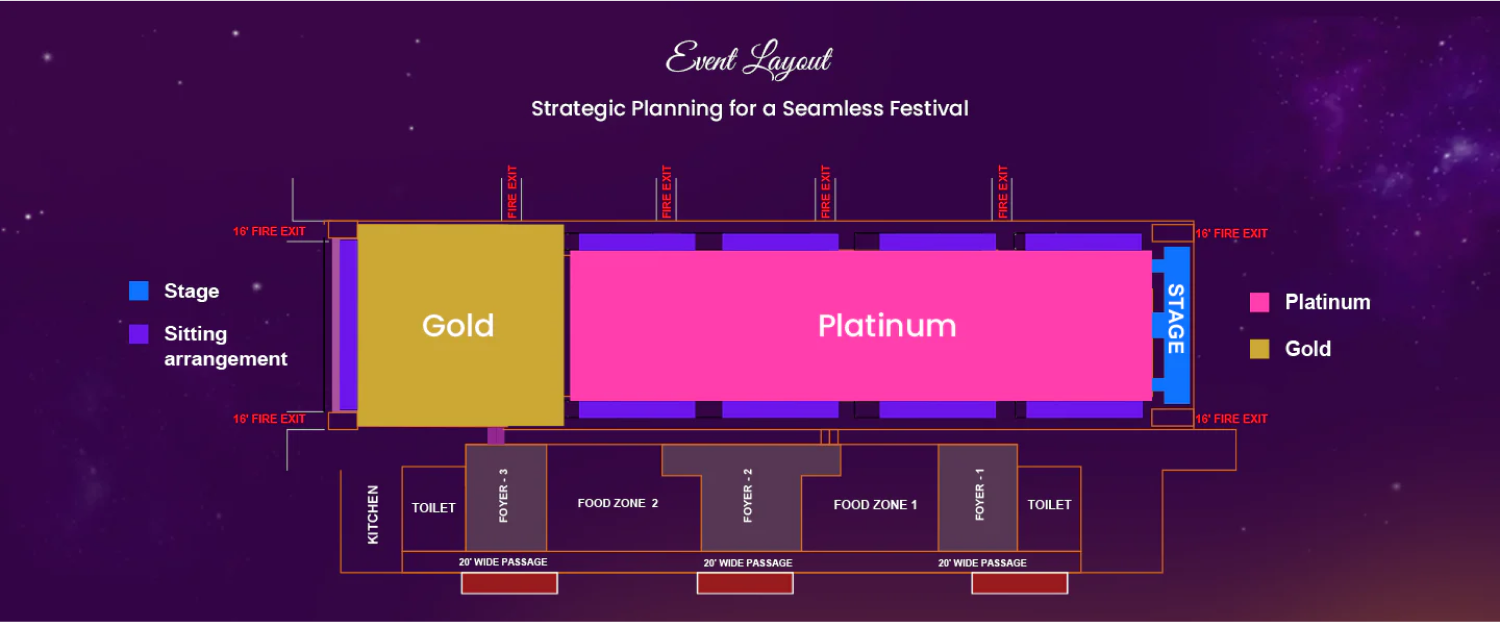 Event Layout
Strategic Planning for a Seamless Festival
FIRE EXIT
FIRE EXIT
FIRE EXIT
FIRE EXIT
16' FIRE EXIT
16' FIRE EXIT
Stage
Sitting
arrangement
Gold
Platinum
STAGE
Platinum
Gold
16' FIRE EXIT
16' FIRE EXIT
KITCHEN
TOILET
FOYER - 3
FOOD ZONE 2
FOYER - 2
FOOD ZONE 1
FOYER - 1
TOILET
20' WIDE PASSAGE
20' WIDE PASSAGE
20' WIDE PASSAGE